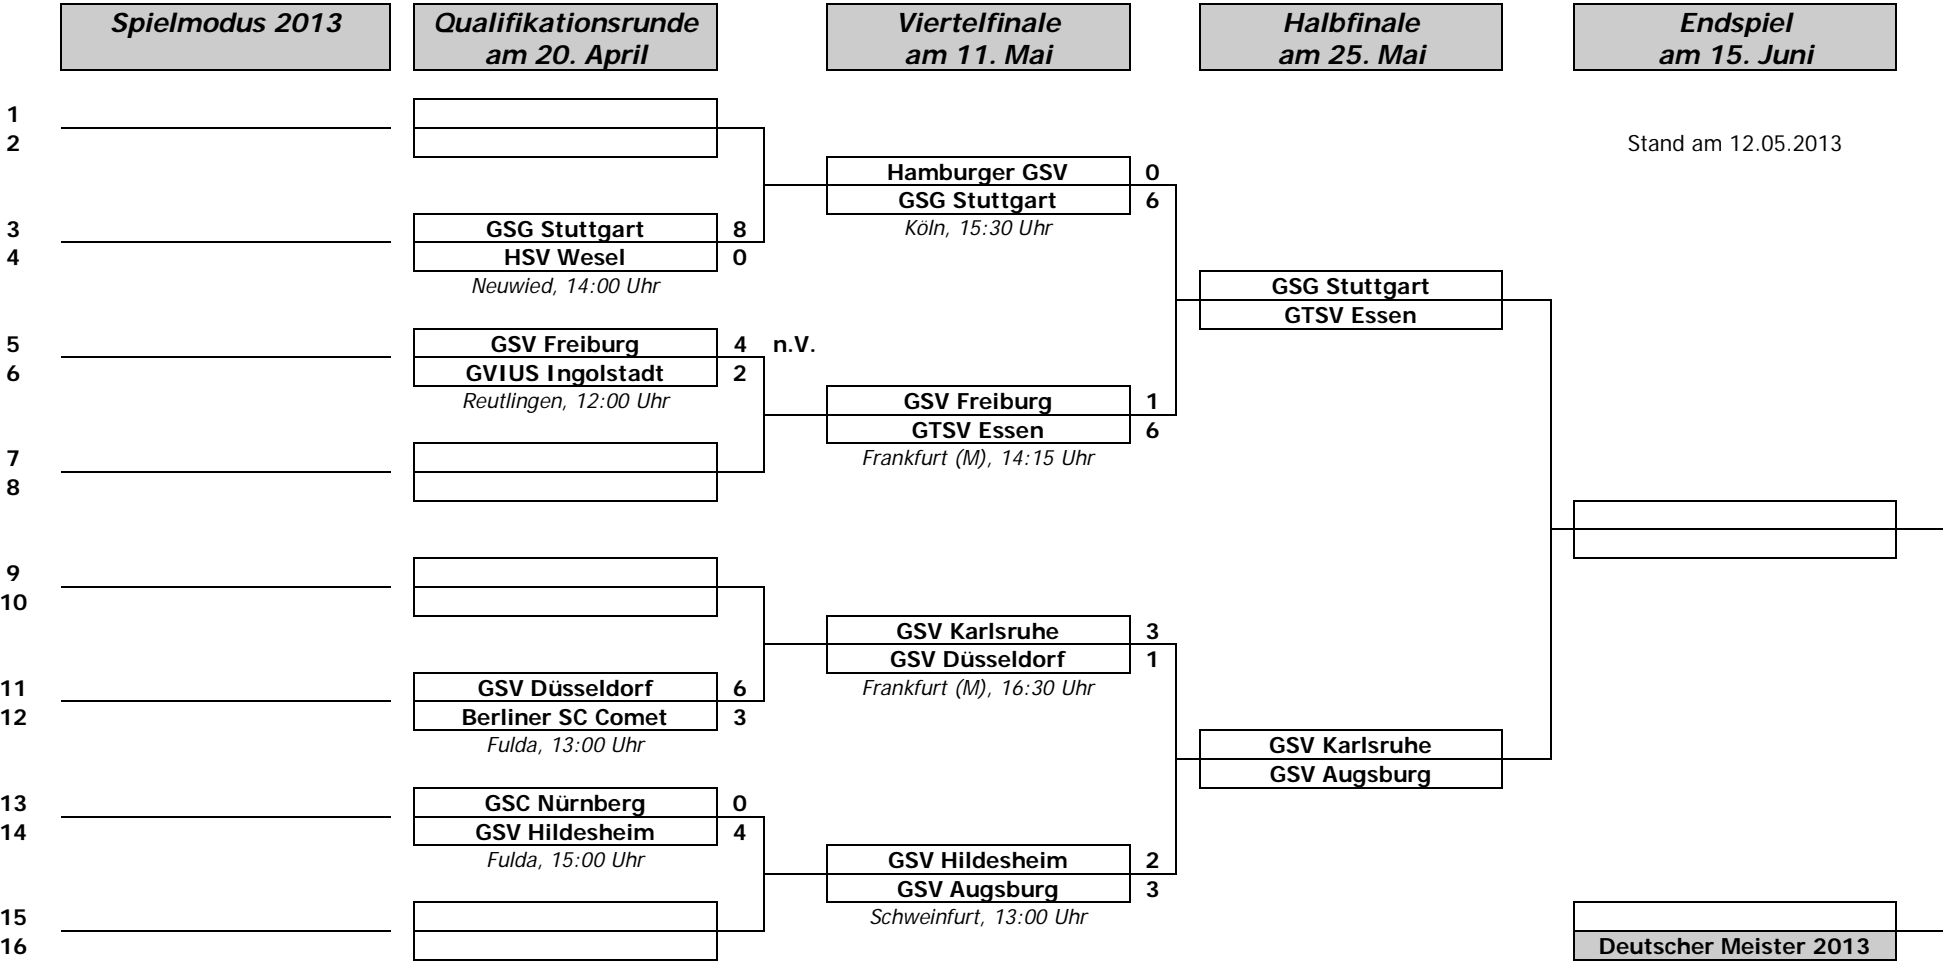 Spielmodus 2013
Qualifikationsrunde
am 20. April
Viertelfinale
am 11. Mai
Halbfinale
am 25. Mai
Endspiel
am 15. Juni
1
2
Stand am 12.05.2013
Hamburger GSV 0
GSG Stuttgart 6
Köln, 15:30 Uhr
3 GSG Stuttgart 8
4 HSV Wesel 0
Neuwied, 14:00 Uhr
GSG Stuttgart
GTSV Essen
5 GSV Freiburg 4 n.V.
6 GVIUS Ingolstadt 2
Reutlingen, 12:00 Uhr
GSV Freiburg 1
GTSV Essen 6
Frankfurt (M), 14:15 Uhr
7
8
9
10
GSV Karlsruhe 3
GSV Düsseldorf 1
Frankfurt (M), 16:30 Uhr
11 GSV Düsseldorf 6
12 Berliner SC Comet 3
Fulda, 13:00 Uhr
GSV Karlsruhe
GSV Augsburg
13 GSC Nürnberg 0
14 GSV Hildesheim 4
Fulda, 15:00 Uhr
GSV Hildesheim 2
GSV Augsburg 3
Schweinfurt, 13:00 Uhr
15
16
Deutscher Meister 2013